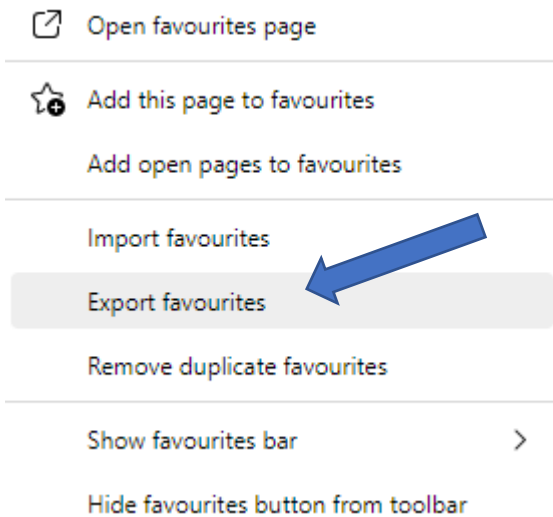 Open favourites page
Add this page to favourites
Add open pages to favourites
Import favourites
Export favourites
Remove duplicate favourites
Show favourites bar
Hide favourites button from toolbar